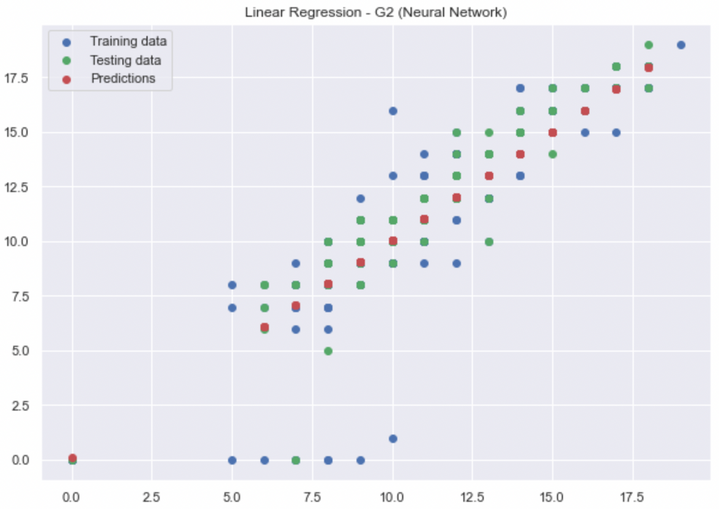 Linear Regression - G2 (Neural Network)
Training data
Testing data
Predictions
17.5
15.0
12.5
10.0
7.5
5.0
2.5
0.0
0.0 2.5 5.0 7.5 10.0 12.5 15.0 17.5